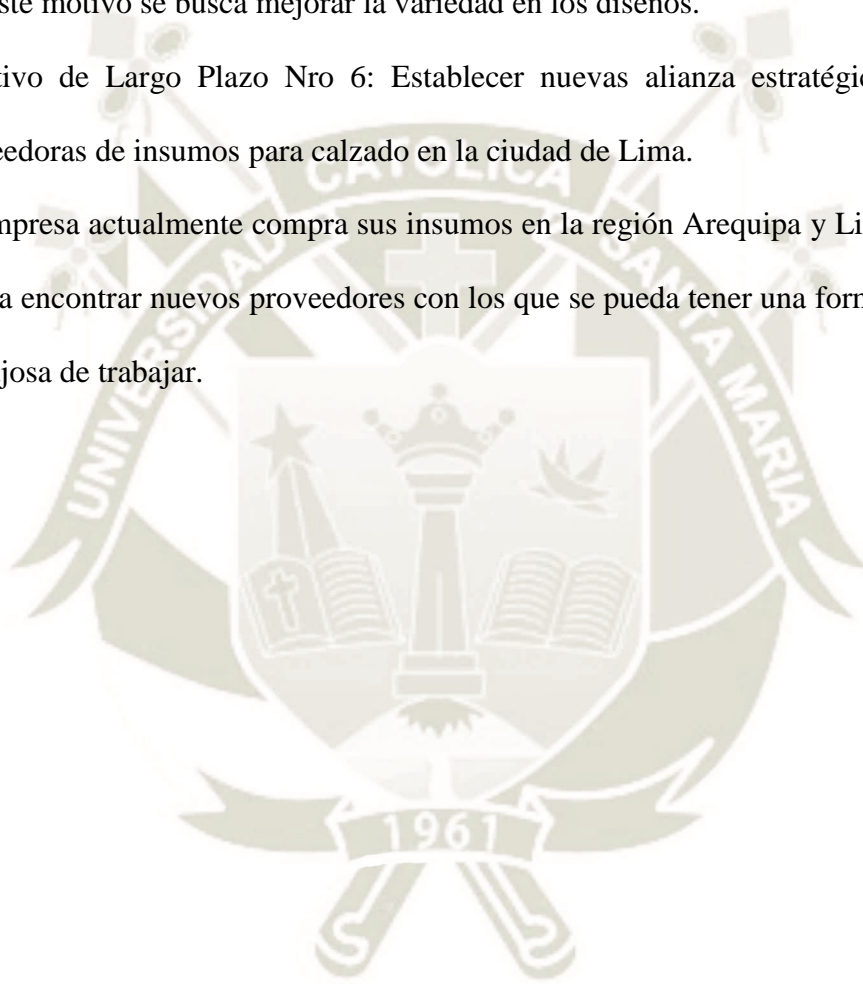 ste motivo se busca mejorar la variedad en los diseños.
tivo de Largo Plazo Nro 6: Establecer nuevas alianza estratégic
eedoras de insumos para calzado en la ciudad de Lima.
mpresa actualmente compra sus insumos en la región Arequipa y Li
a encontrar nuevos proveedores con los que se pueda tener una forn
josa de trabajar.
UNIVERSIDAD CATOLICA SANTA MARIA
1961